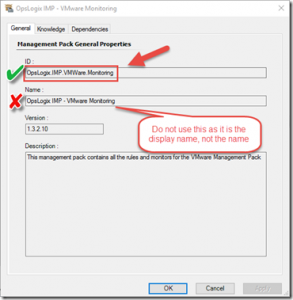 OpsLogix IMP - VMware Monitoring
General
Knowledge
Dependencies
Management Pack General Properties
ID :
OpsLogix.IMP.VMWare.Monitoring
Name :
OpsLogix IMP - VMware Monitoring
Do not use this as it is the
display name, not the name
Version :
1.3.2.10
Description :
This management pack contains all the rules and monitors for the VMware Management Pack
OK
Cancel
Apply